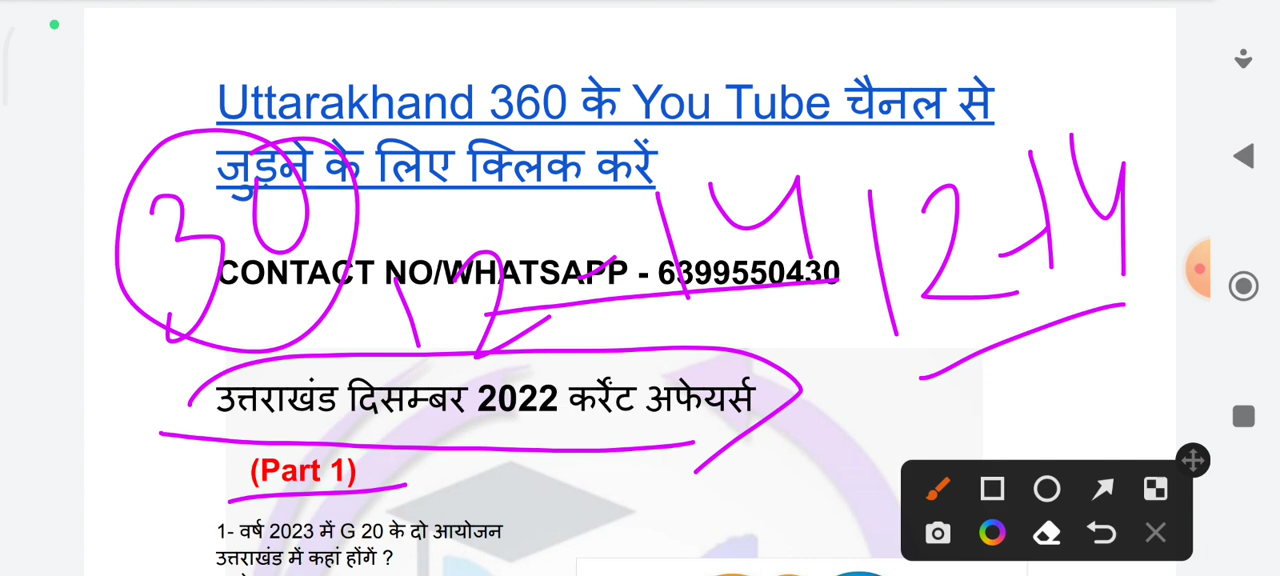 Uttarakhand 360 के You Tube चैनल से
जुड़ने के लिए क्लिक करें
30
12 - 14
12+14
CONTACT NO/WHATSAPP - 6399550430
उत्तराखंड दिसम्बर 2022 कर्रेंट अफेयर्स
(Part 1)
1- वर्ष 2023 में G 20 के दो आयोजन
उत्तराखंड में कहां होंगें ?